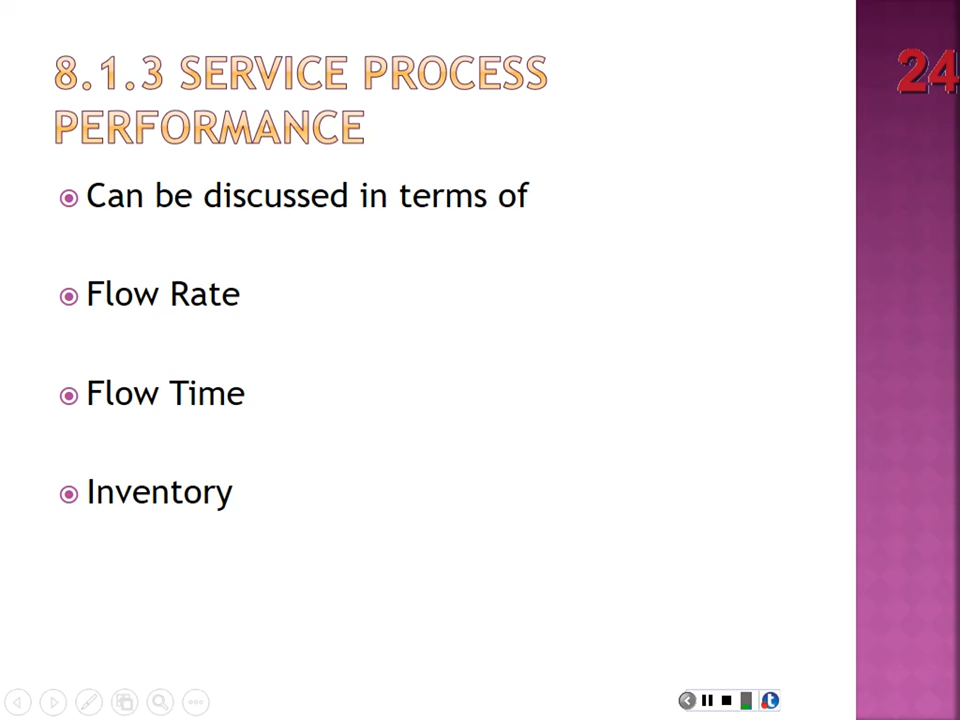 8.1.3 SERVICE PROCESS
PERFORMANCE
24
Can be discussed in terms of
Flow Rate
Flow Time
Inventory